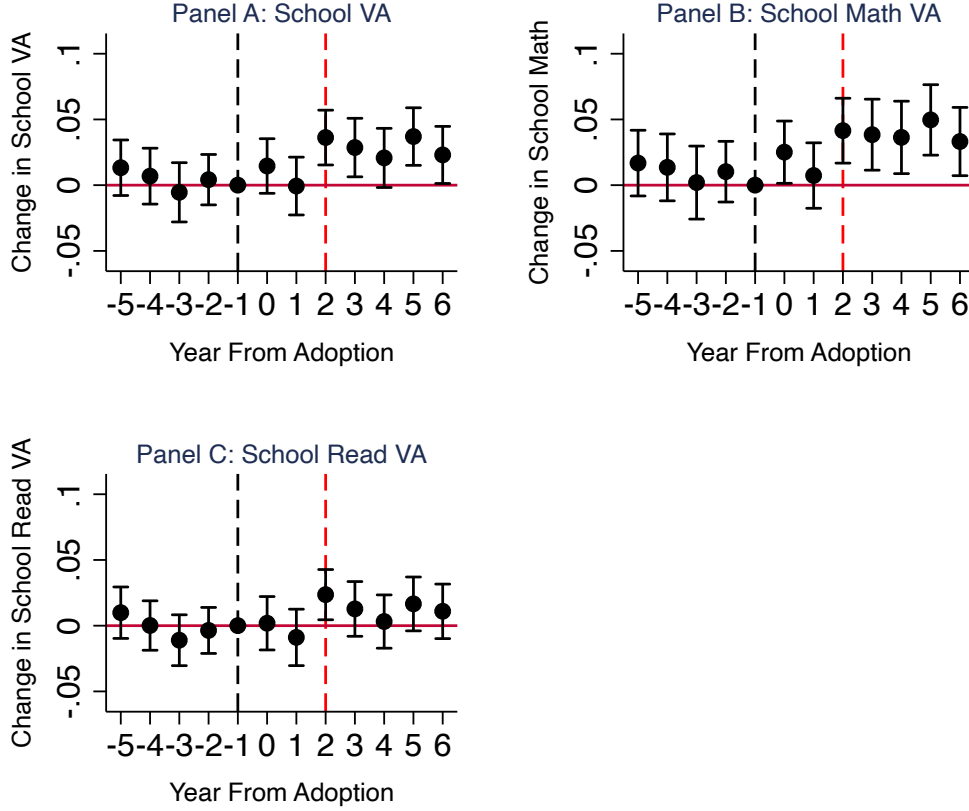 Panel A: School VA
Change in School VA
.1
.05
0
-.05
-5 -4 -3 -2 -1 0 1 2 3 4 5 6
Year From Adoption
Panel B: School Math VA
Change in School Math
.1
.05
0
-.05
-5 -4 -3 -2 -1 0 1 2 3 4 5 6
Year From Adoption
Panel C: School Read VA
Change in School Read VA
.1
.05
0
-.05
-5 -4 -3 -2 -1 0 1 2 3 4 5 6
Year From Adoption